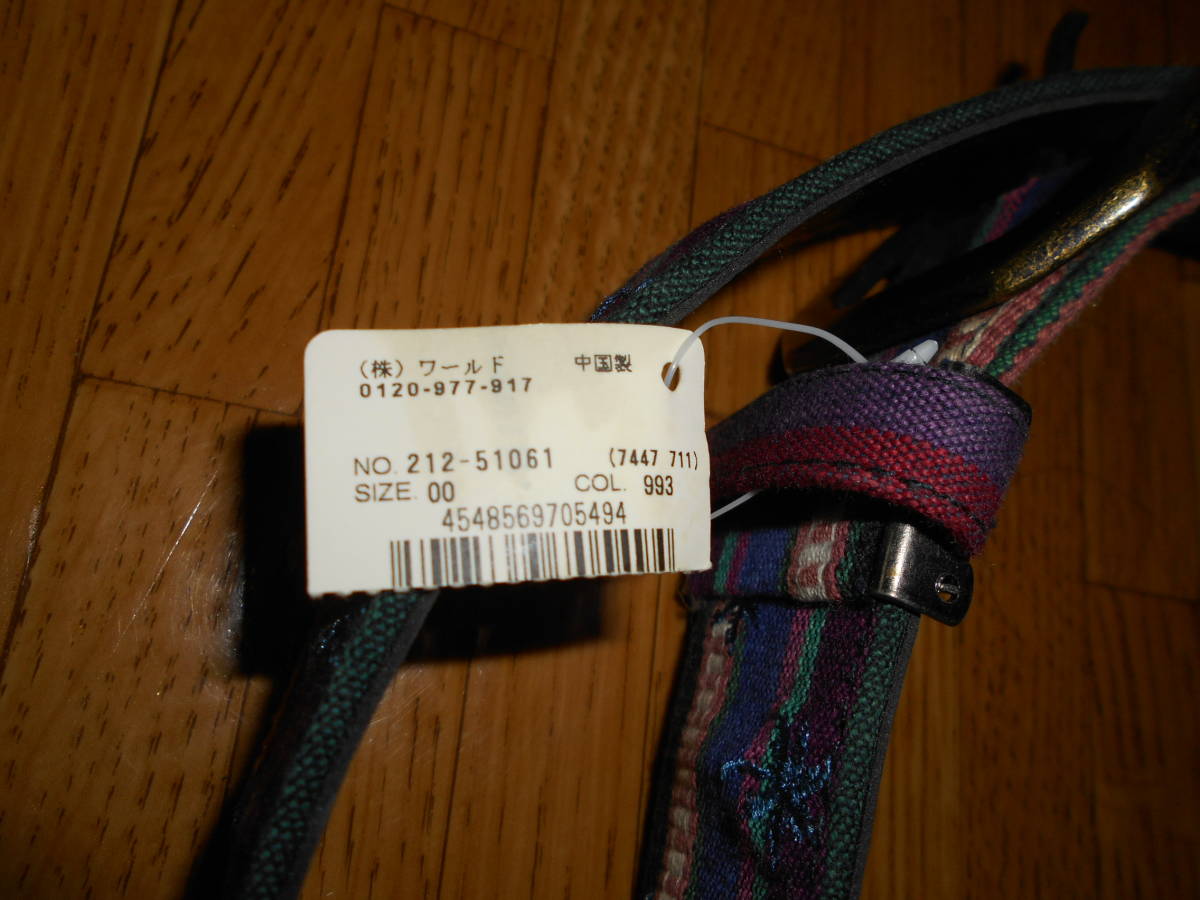 (株) ワールド 中国製
0120-977-917
NO. 212-51061 (7447 711)
SIZE. 00 COL. 993
4548569705494